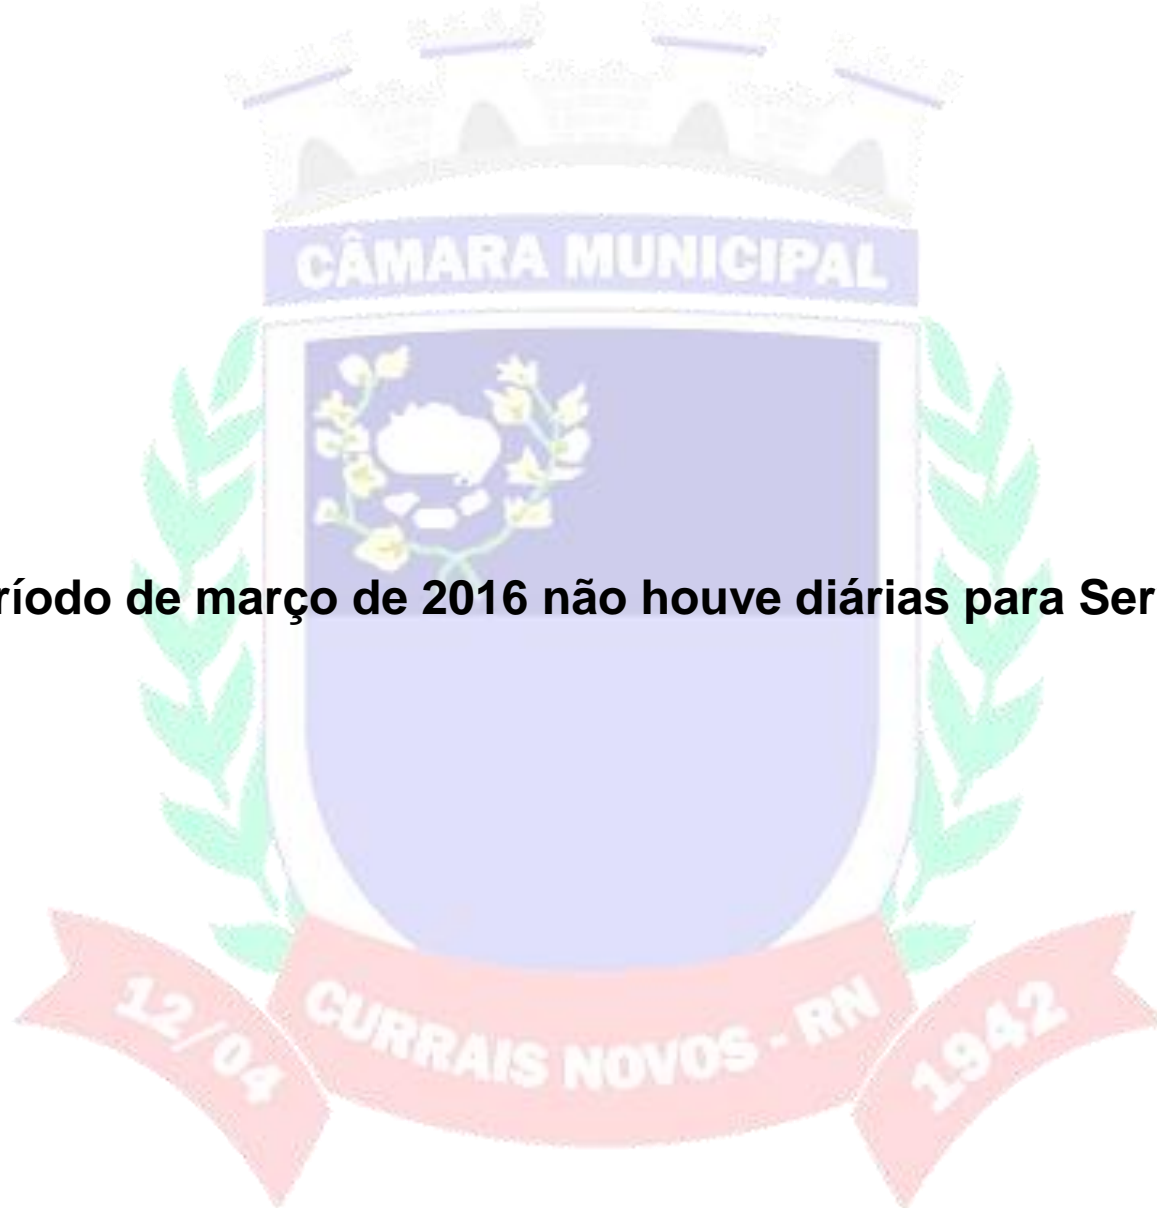 CÂMARA MUNICIPAL
ríodo de março de 2016 não houve diárias para Ser
12/04
CURRAIS NOVOS - RN
1942